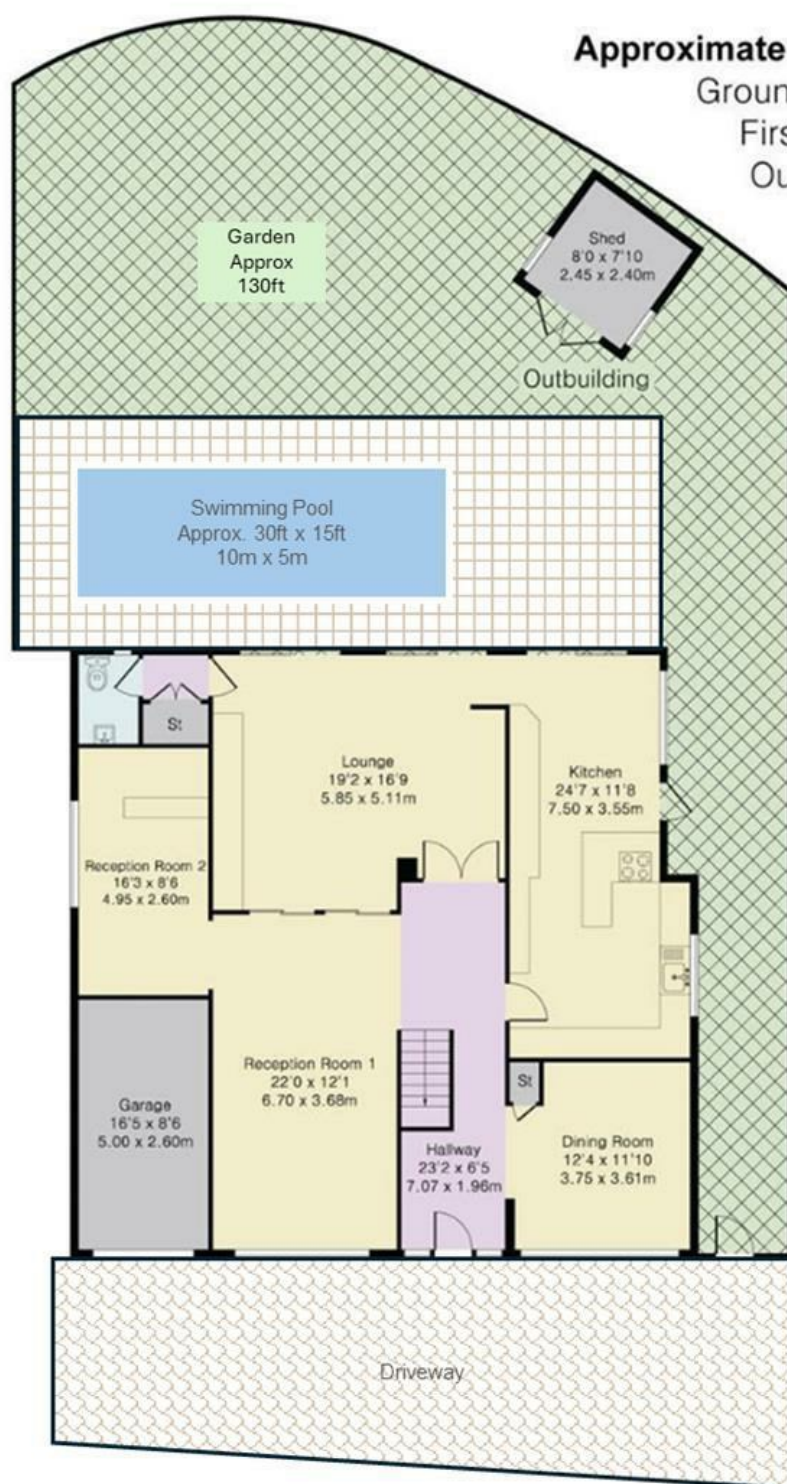 Approximate
Groun
Firs
Ou
Garden
Approx
130ft
Shed
8'0 x 7'10
2.45 x 2.40m
Outbuilding
Swimming Pool
Approx. 30ft x 15ft
10m x 5m
St
Lounge
19'2 x 16'9
5.85 x 5.11m
Kitchen
24'7 x 11'8
7.50 x 3.55m
Reception Room 2
16'3 x 8'6
4.95 x 2.60m
Reception Room 1
22'0 x 12'1
6.70 x 3.68m
St
Garage
16'5 x 8'6
5.00 x 2.60m
Hallway
23'2 x 6'5
7.07 x 1.96m
Dining Room
12'4 x 11'10
3.75 x 3.61m
Driveway